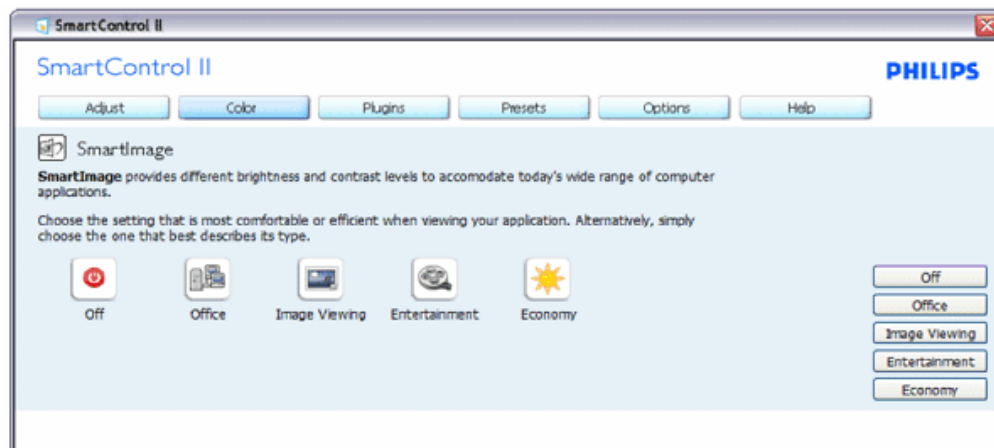 SmartControl II
SmartControl II
PHILIPS
Adjust Color Plugins Presets Options Help
SmartImage
SmartImage provides different brightness and contrast levels to accomodate today's wide range of computer
applications.
Choose the setting that is most comfortable or efficient when viewing your application. Alternatively, simply
choose the one that best describes its type.
Off Office Image Viewing Entertainment Economy
Off
Office
Image Viewing
Entertainment
Economy